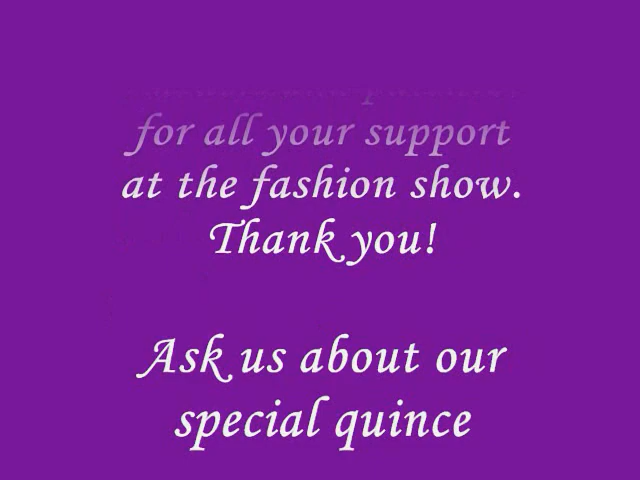 for all your support
at the fashion show.
Thank you!
Ask us about our
special quince